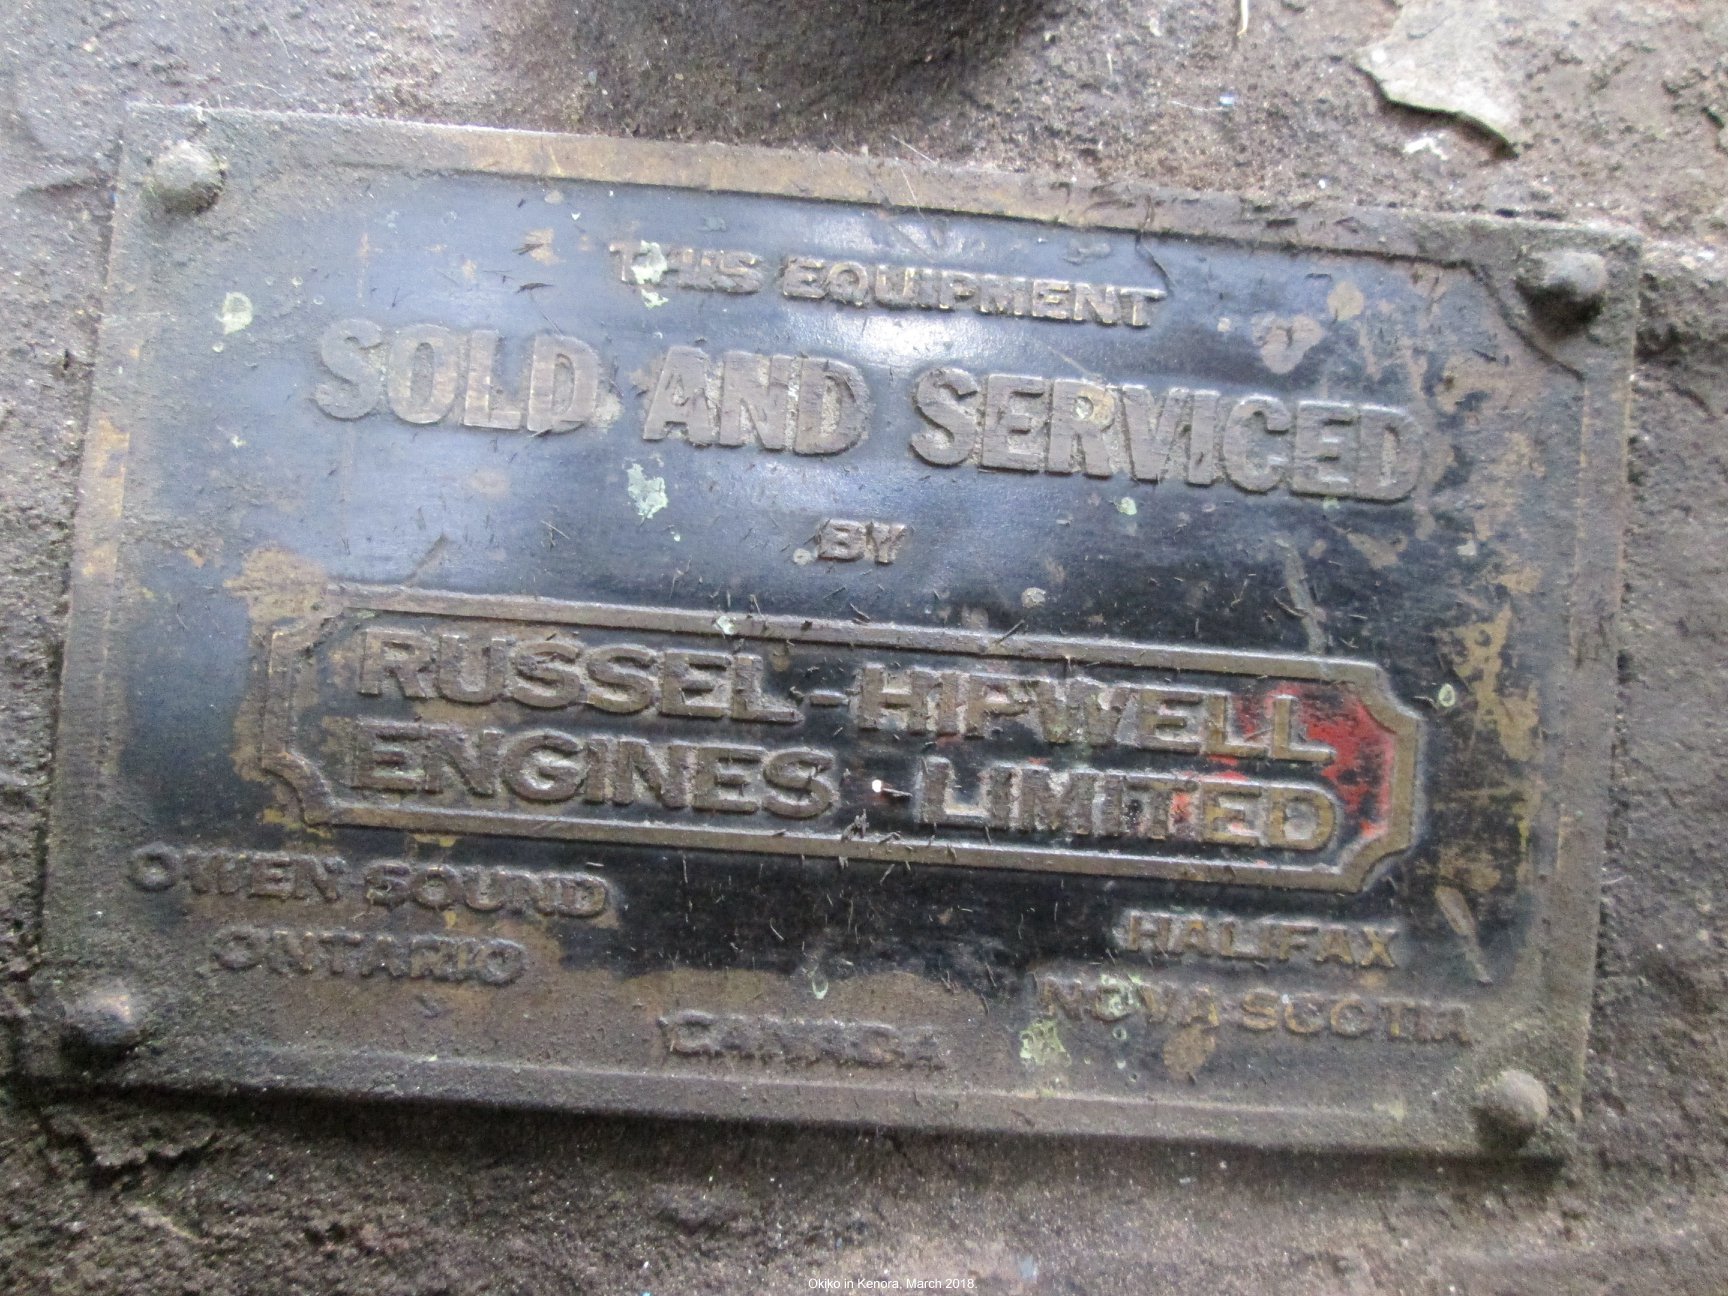 THIS EQUIPMENT
SOLD AND SERVICED
BY
RUSSEL-HIPWELL
ENGINES - LIMITED
OWEN SOUND
ONTARIO
HALIFAX
NOVA SCOTIA
CANADA
Okiko in Kenora, March 2018.